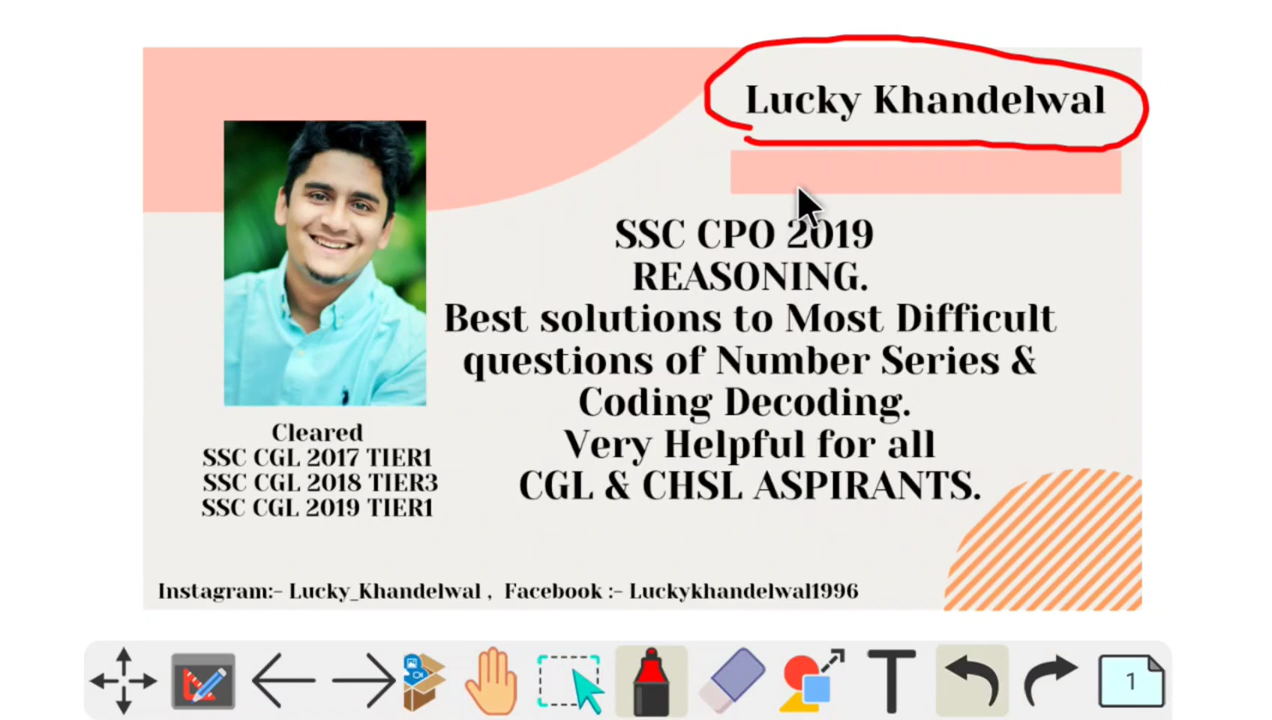 Lucky Khandelwal
SSC CPO 2019
REASONING.
Best solutions to Most Difficult
questions of Number Series &
Coding Decoding.
Very Helpful for all
CGL & CHSL ASPIRANTS.
Cleared
SSC CGL 2017 TIER1
SSC CGL 2018 TIER3
SSC CGL 2019 TIER1
Instagram:- Lucky_Khandelwal , Facebook :- Luckykhandelwal1996
T
1